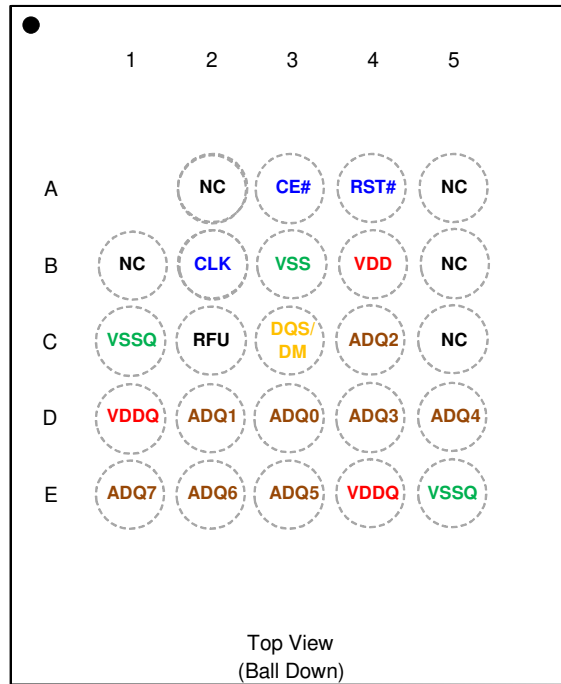 1 2 3 4 5
A NC CE# RST# NC
B NC CLK VSS VDD NC
C VSSQ RFU DQS/ DM ADQ2 NC
D VDDQ ADQ1 ADQ0 ADQ3 ADQ4
E ADQ7 ADQ6 ADQ5 VDDQ VSSQ
Top View
(Ball Down)